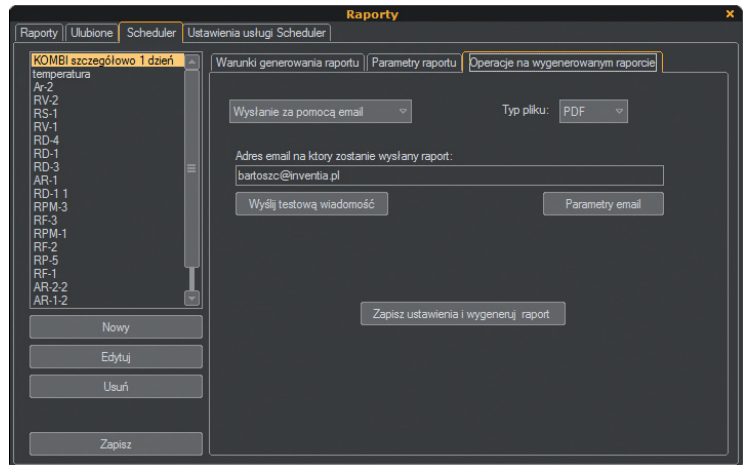 Raporty
Raporty Ulubione Scheduler Ustawienia usługi Scheduler
KOMBI szczegółowo 1 dzień
temperatura
Ar-2
RV-2
RS-1
RV-1
RD-4
RD-1
RD-3
AR-1
RD-1 1
RPM-3
RF-3
RPM-1
RF-2
RP-5
RF-1
AR-2-2
AR-1-2
Nowy
Edytuj
Usuń
Zapisz
Warunki generowania raportu Parametry raportu Operacje na wygenerowanym raporcie
Wysłanie za pomocą email Typ pliku: PDF
Adres email na ktory zostanie wysłany raport:
bartoszc@inventia.pl
Wyślij testową wiadomość Parametry email
Zapisz ustawienia i wygeneruj raport